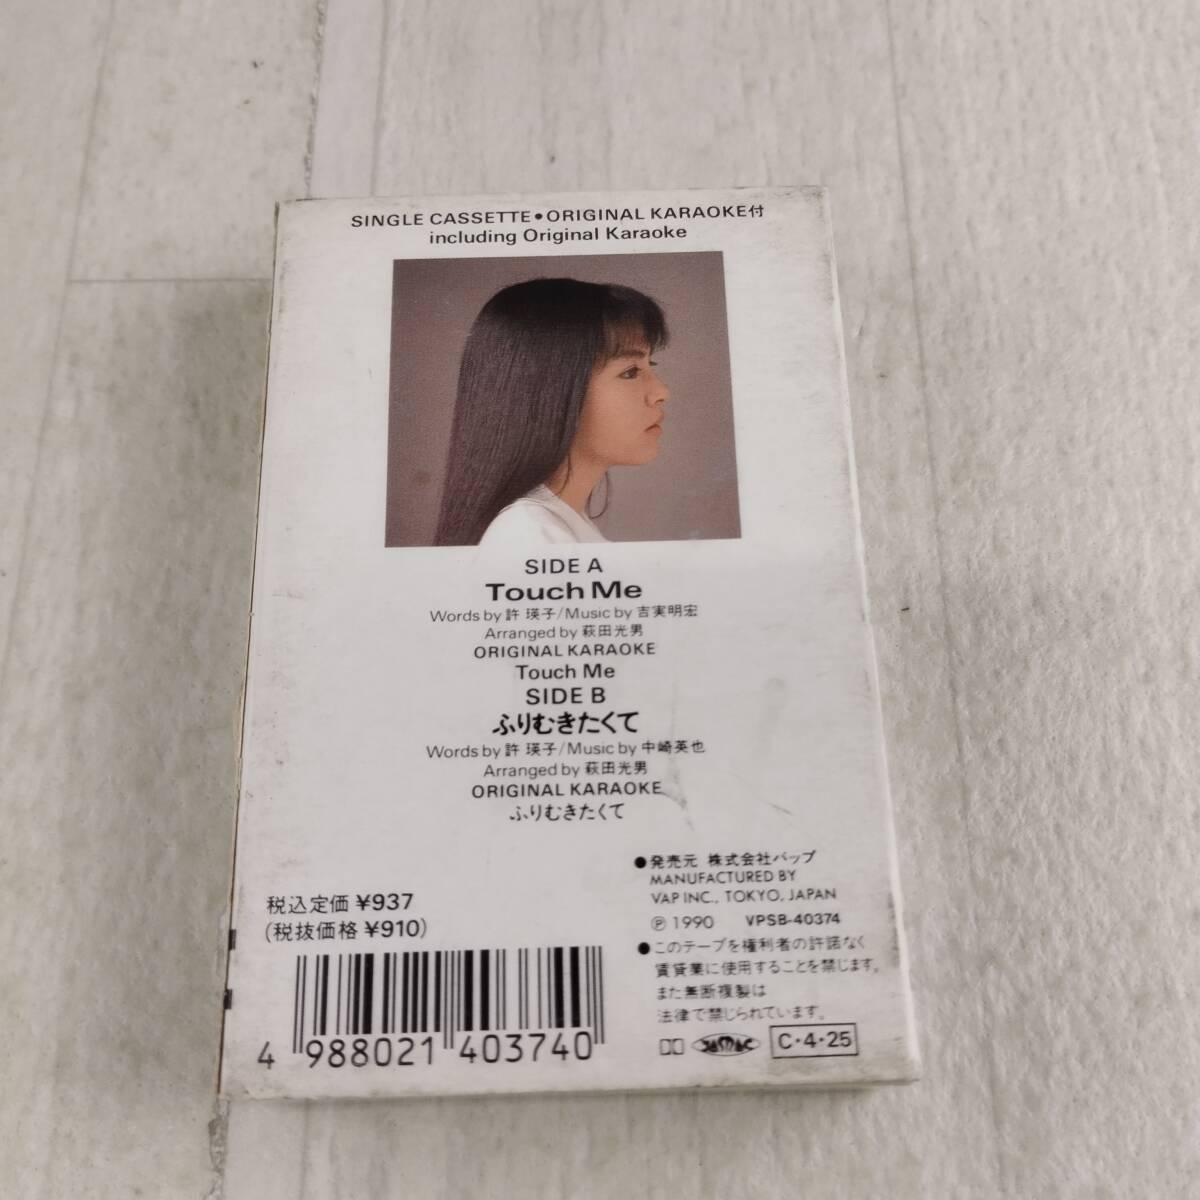 SINGLE CASSETTE•ORIGINAL KARAOKE付
including Original Karaoke
SIDE A
Touch Me
Words by 許 瑛子/Music by 吉実明宏
Arranged by 萩田光男
ORIGINAL KARAOKE
Touch Me
SIDE B
ふりむきたくて
Words by 許 瑛子/Music by 中崎英也
Arranged by 萩田光男
ORIGINAL KARAOKE
ふりむきたくて
●発売元 株式会社バップ
MANUFACTURED BY
VAP INC., TOKYO, JAPAN
Ⓟ 1990 VPSB-40374
●このテープを権利者の許諾なく
賃貸業に使用することを禁じます。
また無断複製は
法律で禁じられています。
税込定価 ¥937
(税抜価格 ¥910)
4 988021 403740
JASRAC C・4・25